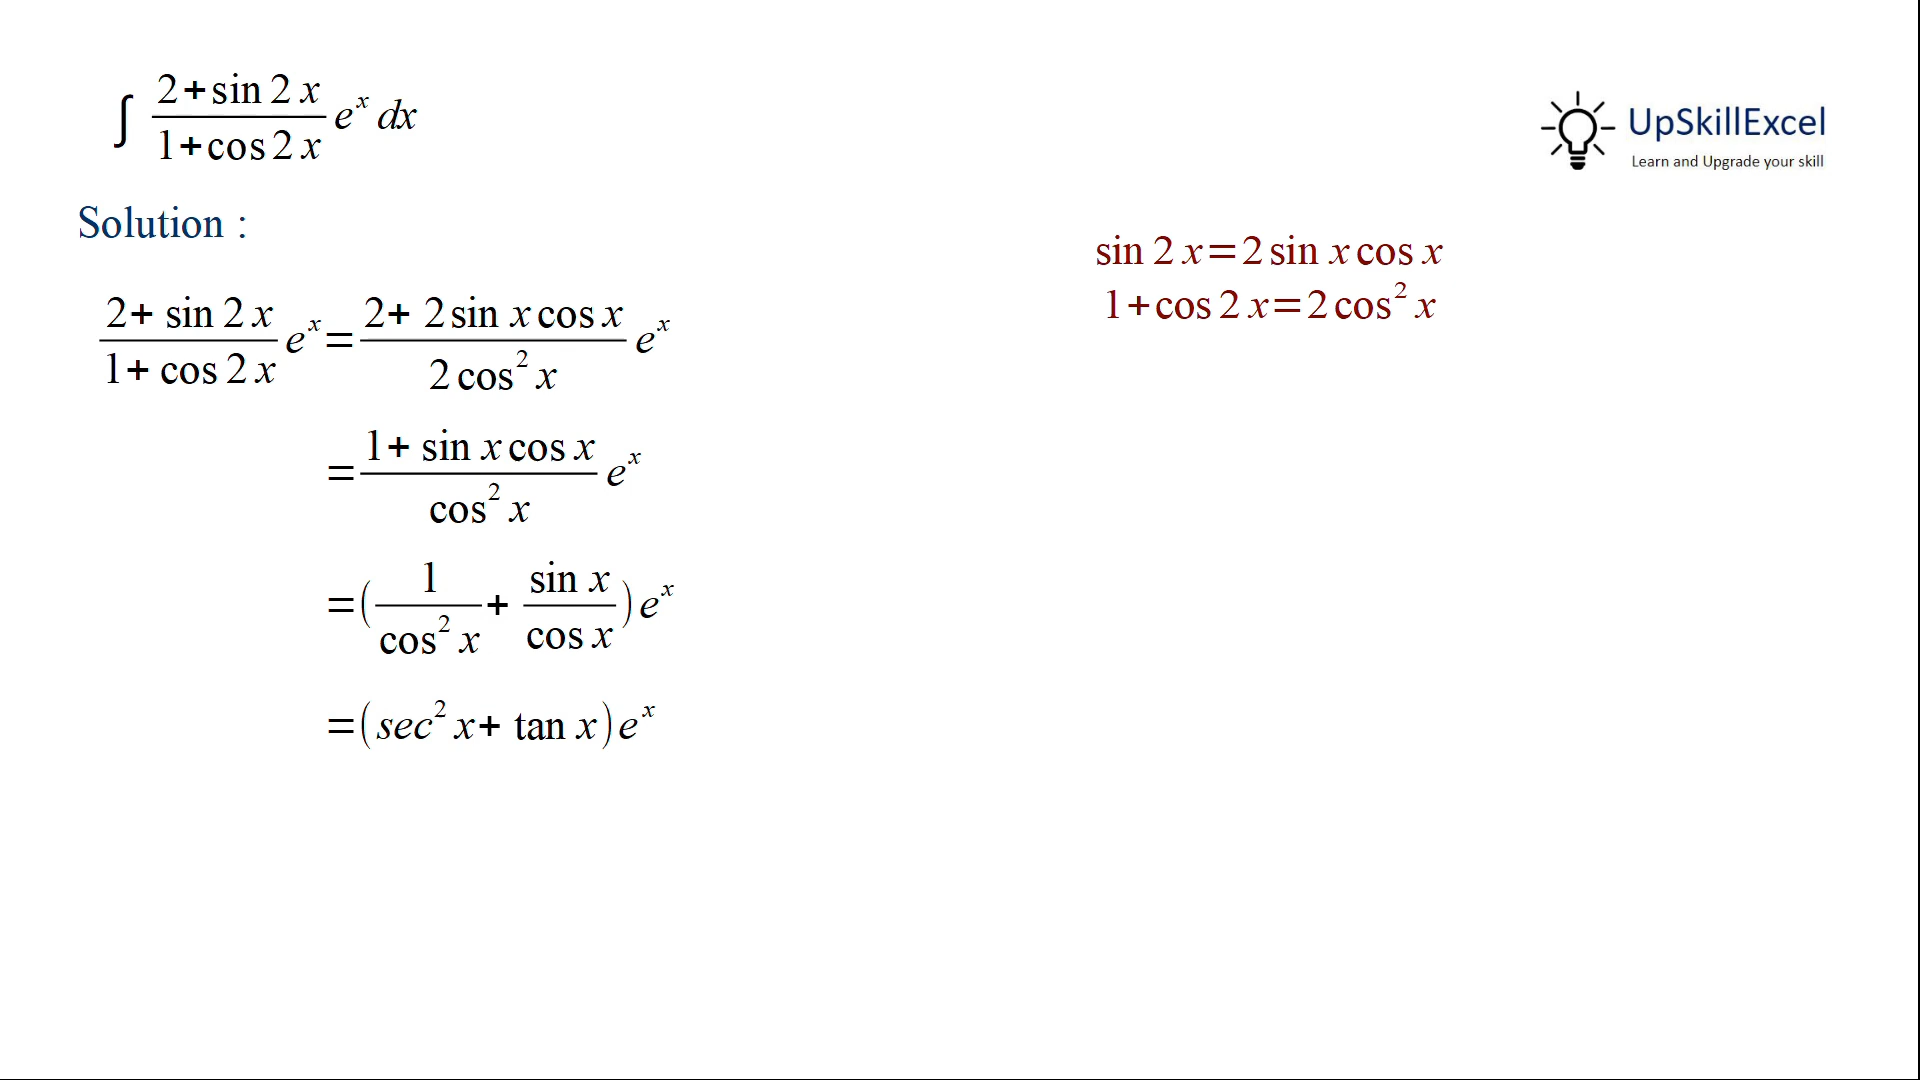 ∫ (2+sin 2x)/(1+cos 2x) e^x dx
UpSkillExcel
Learn and Upgrade your skill
Solution :
sin 2x=2 sin x cos x
1+cos 2x=2 cos² x
(2+ sin 2x)/(1+ cos 2x) e^x = (2+ 2 sin x cos x)/(2 cos² x) e^x
= (1+ sin x cos x)/(cos² x) e^x
= (1/(cos² x) + (sin x)/(cos x)) e^x
= (sec² x+ tan x) e^x